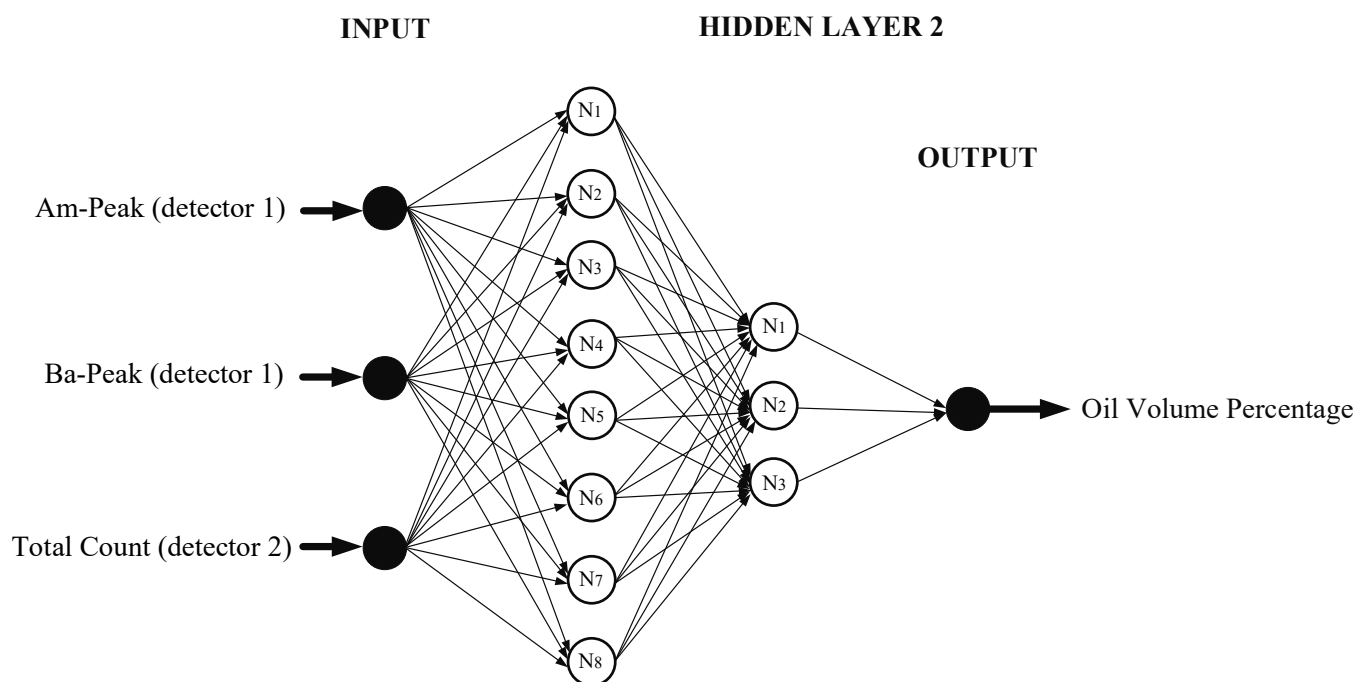 INPUT
HIDDEN LAYER 2
OUTPUT
Am-Peak (detector 1)
Ba-Peak (detector 1)
Total Count (detector 2)
N1
N2
N3
N4
N5
N6
N7
N8
N1
N2
N3
Oil Volume Percentage